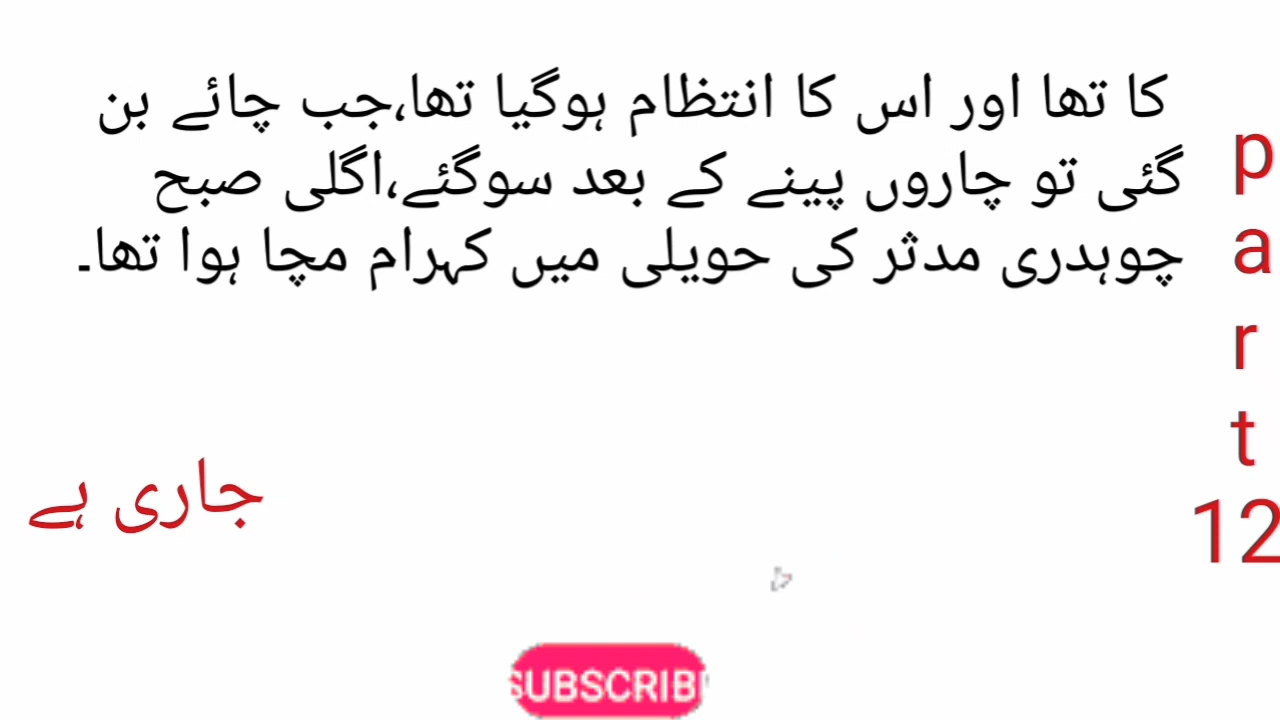 کا تھا اور اس کا انتظام ہوگیا تھا،جب چائے بن
گئی تو چاروں پینے کے بعد سوگئے،اگلی صبح
چوہدری مدثر کی حویلی میں کہرام مچا ہوا تھا۔
جاری ہے
part
12
SUBSCRIB